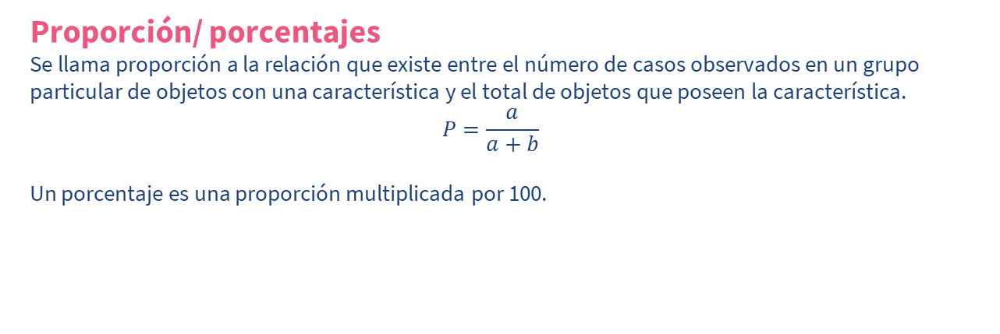 Proporción/ porcentajes
Se llama proporción a la relación que existe entre el número de casos observados en un grupo
particular de objetos con una característica y el total de objetos que poseen la característica.
P = a / (a + b)
Un porcentaje es una proporción multiplicada por 100.